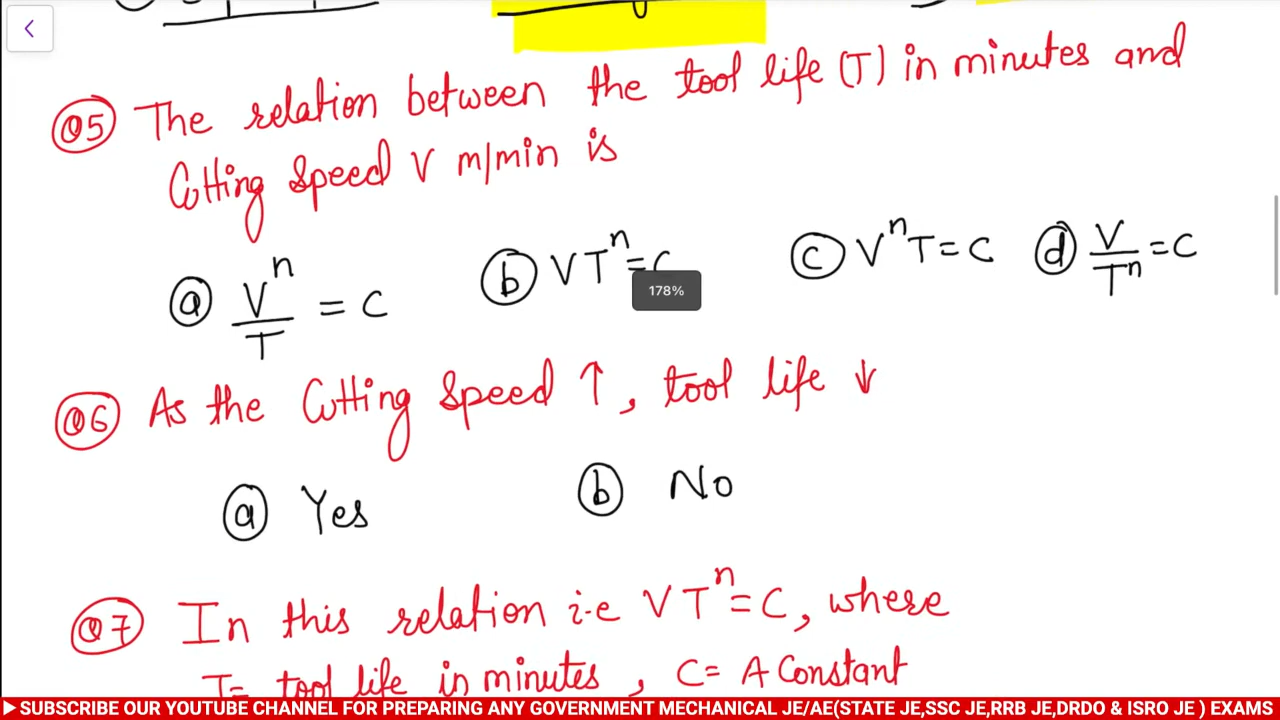 Q5 The relation between the tool life (T) in minutes and
Cutting Speed V m/min is
a V^n/T = C b VT^n = C c V^n T = C d V/T^n = C
178%
Q6 As the Cutting Speed ↑, tool life ↓
a Yes b No
Q7 In this relation i.e VT^n = C, where
T= tool life in minutes, C= A Constant
▶ SUBSCRIBE OUR YOUTUBE CHANNEL FOR PREPARING ANY GOVERNMENT MECHANICAL JE/AE(STATE JE,SSC JE,RRB JE,DRDO & ISRO JE ) EXAMS